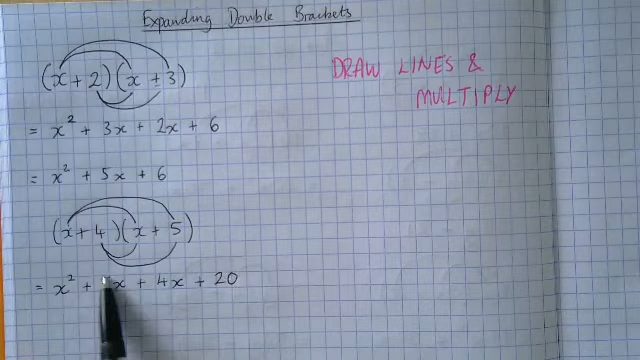 Expanding Double Brackets
(x + 2)(x + 3)
DRAW LINES &
MULTIPLY
= x² + 3x + 2x + 6
= x² + 5x + 6
(x + 4)(x + 5)
= x² + x + 4x + 20